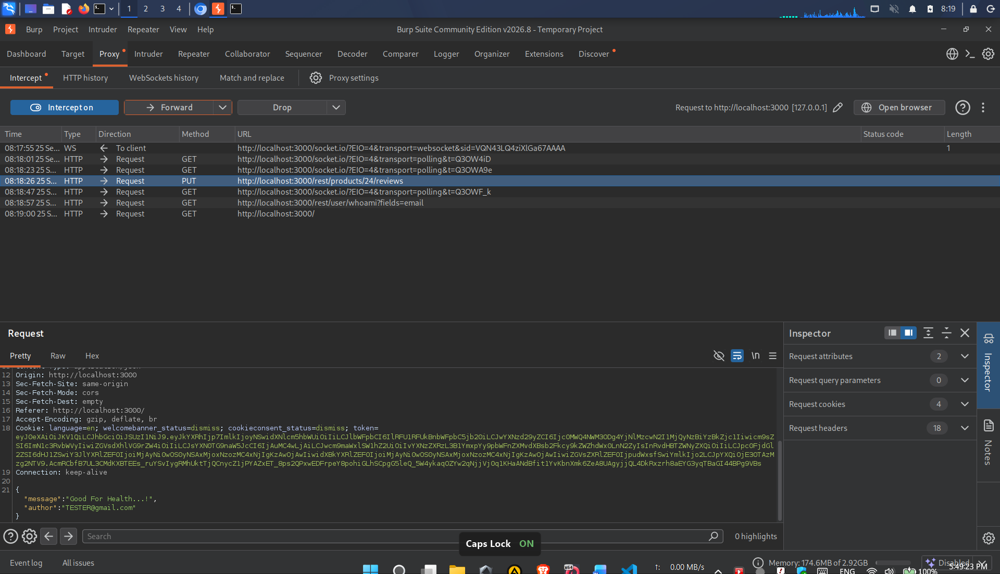 1 2 3 4 8:19
Burp Project Intruder Repeater View Help Burp Suite Community Edition v2026.8 - Temporary Project
Dashboard Target Proxy Intruder Repeater Collaborator Sequencer Decoder Comparer Logger Organizer Extensions Discover
Intercept HTTP history WebSockets history Match and replace Proxy settings
Intercept on Forward Drop Request to http://localhost:3000 [127.0.0.1] Open browser
Time Type Direction Method URL Status code Length
08:17:55 25 Se... WS To client http://localhost:3000/socket.io/?EIO=4&transport=websocket&sid=VQN43LQ4ziXlGa67AAAA 1
08:18:01 25 Se... HTTP Request GET http://localhost:3000/socket.io/?EIO=4&transport=polling&t=Q3OW4iD
08:18:23 25 S... HTTP Request GET http://localhost:3000/socket.io/?EIO=4&transport=polling&t=Q3OWA9e
08:18:26 25 S... HTTP Request PUT http://localhost:3000/rest/products/24/reviews
08:18:47 25 S... HTTP Request GET http://localhost:3000/socket.io/?EIO=4&transport=polling&t=Q3OWF_k
08:18:57 25 S... HTTP Request GET http://localhost:3000/rest/user/whoami?fields=email
08:19:00 25 S... HTTP Request GET http://localhost:3000/
Request
Pretty Raw Hex \n
12 Origin: http://localhost:3000
13 Sec-Fetch-Site: same-origin
14 Sec-Fetch-Mode: cors
15 Sec-Fetch-Dest: empty
16 Referer: http://localhost:3000/
17 Accept-Encoding: gzip, deflate, br
18 Cookie: language=en; welcomebanner_status=dismiss; cookieconsent_status=dismiss; token=
19 Connection: keep-alive
20
21 {
"message":"Good For Health...!",
"author":"TESTER@gmail.com"
}
Search 0 highlights
Inspector
Request attributes 2
Request query parameters 0
Request cookies 4
Request headers 18
Inspector
Notes
Caps Lock ON
Event log All issues Memory: 174.6MB of 2.92GB Disabled
0.00 MB/s ENG 100% 5:49:23 PM